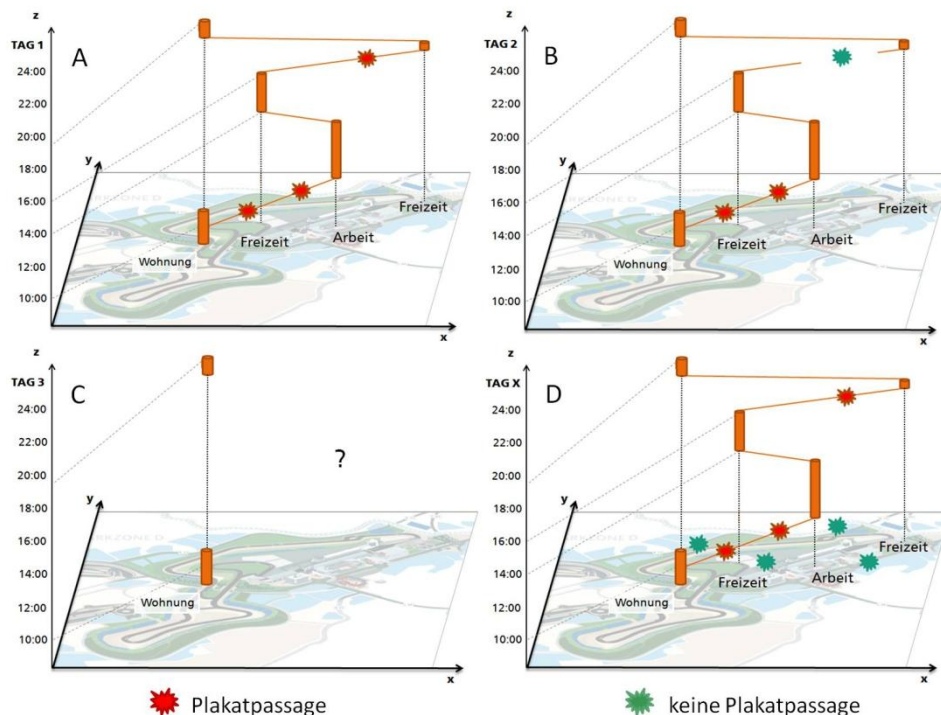 z
TAG 1
A
24:00
22:00
20:00
18:00
16:00
14:00
12:00
10:00
y
x
Wohnung
Freizeit
Arbeit
Freizeit
z
TAG 2
B
24:00
22:00
20:00
18:00
16:00
14:00
12:00
10:00
y
x
Wohnung
Freizeit
Arbeit
Freizeit
z
TAG 3
C
24:00
22:00
20:00
18:00
16:00
14:00
12:00
10:00
y
x
?
Wohnung
z
TAG X
D
24:00
22:00
20:00
18:00
16:00
14:00
12:00
10:00
y
x
Wohnung
Freizeit
Arbeit
Freizeit
Plakatpassage
keine Plakatpassage